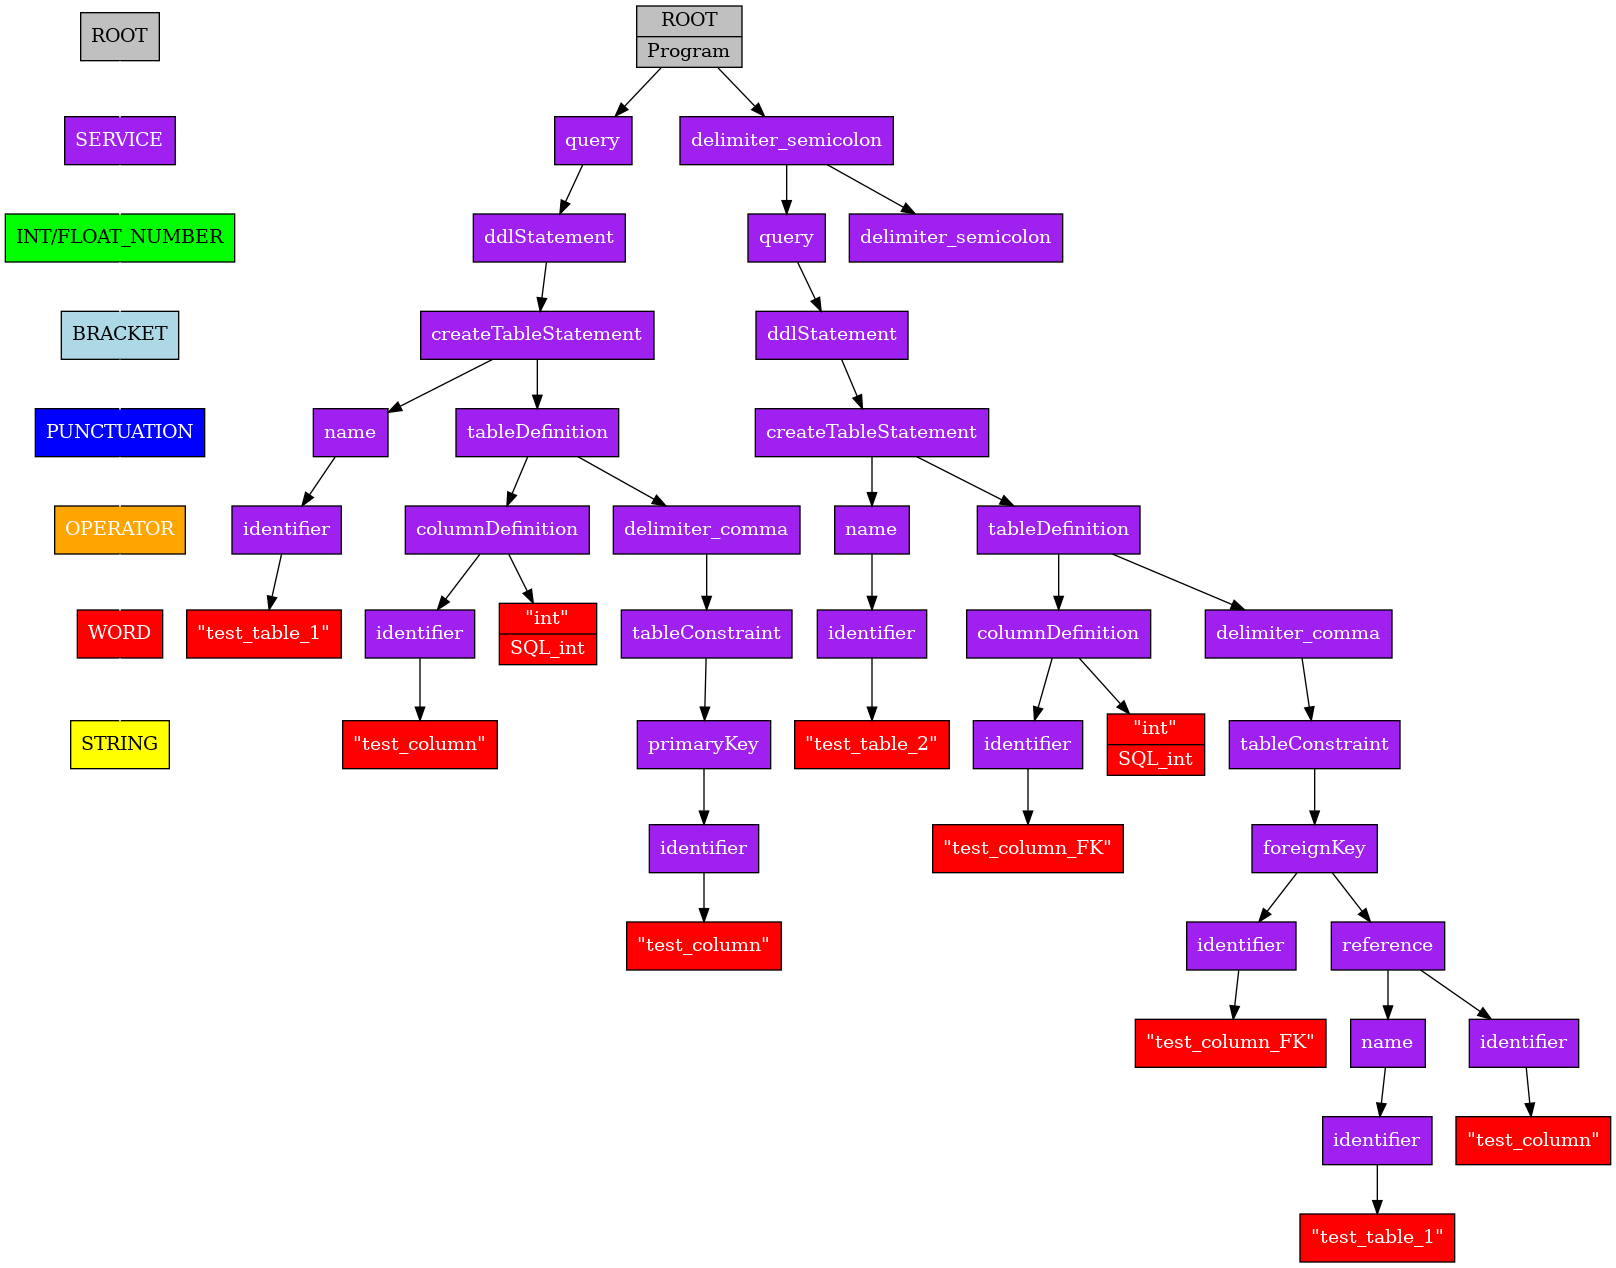 ROOT
ROOT
Program
SERVICE
query
delimiter_semicolon
INT/FLOAT_NUMBER
ddlStatement
query
delimiter_semicolon
BRACKET
createTableStatement
ddlStatement
PUNCTUATION
name
tableDefinition
createTableStatement
OPERATOR
identifier
columnDefinition
delimiter_comma
name
tableDefinition
WORD
"test_table_1"
identifier
"int"
SQL_int
tableConstraint
identifier
columnDefinition
delimiter_comma
STRING
"test_column"
primaryKey
"test_table_2"
identifier
"int"
SQL_int
tableConstraint
identifier
"test_column_FK"
foreignKey
"test_column"
identifier
reference
"test_column_FK"
name
identifier
identifier
"test_column"
"test_table_1"